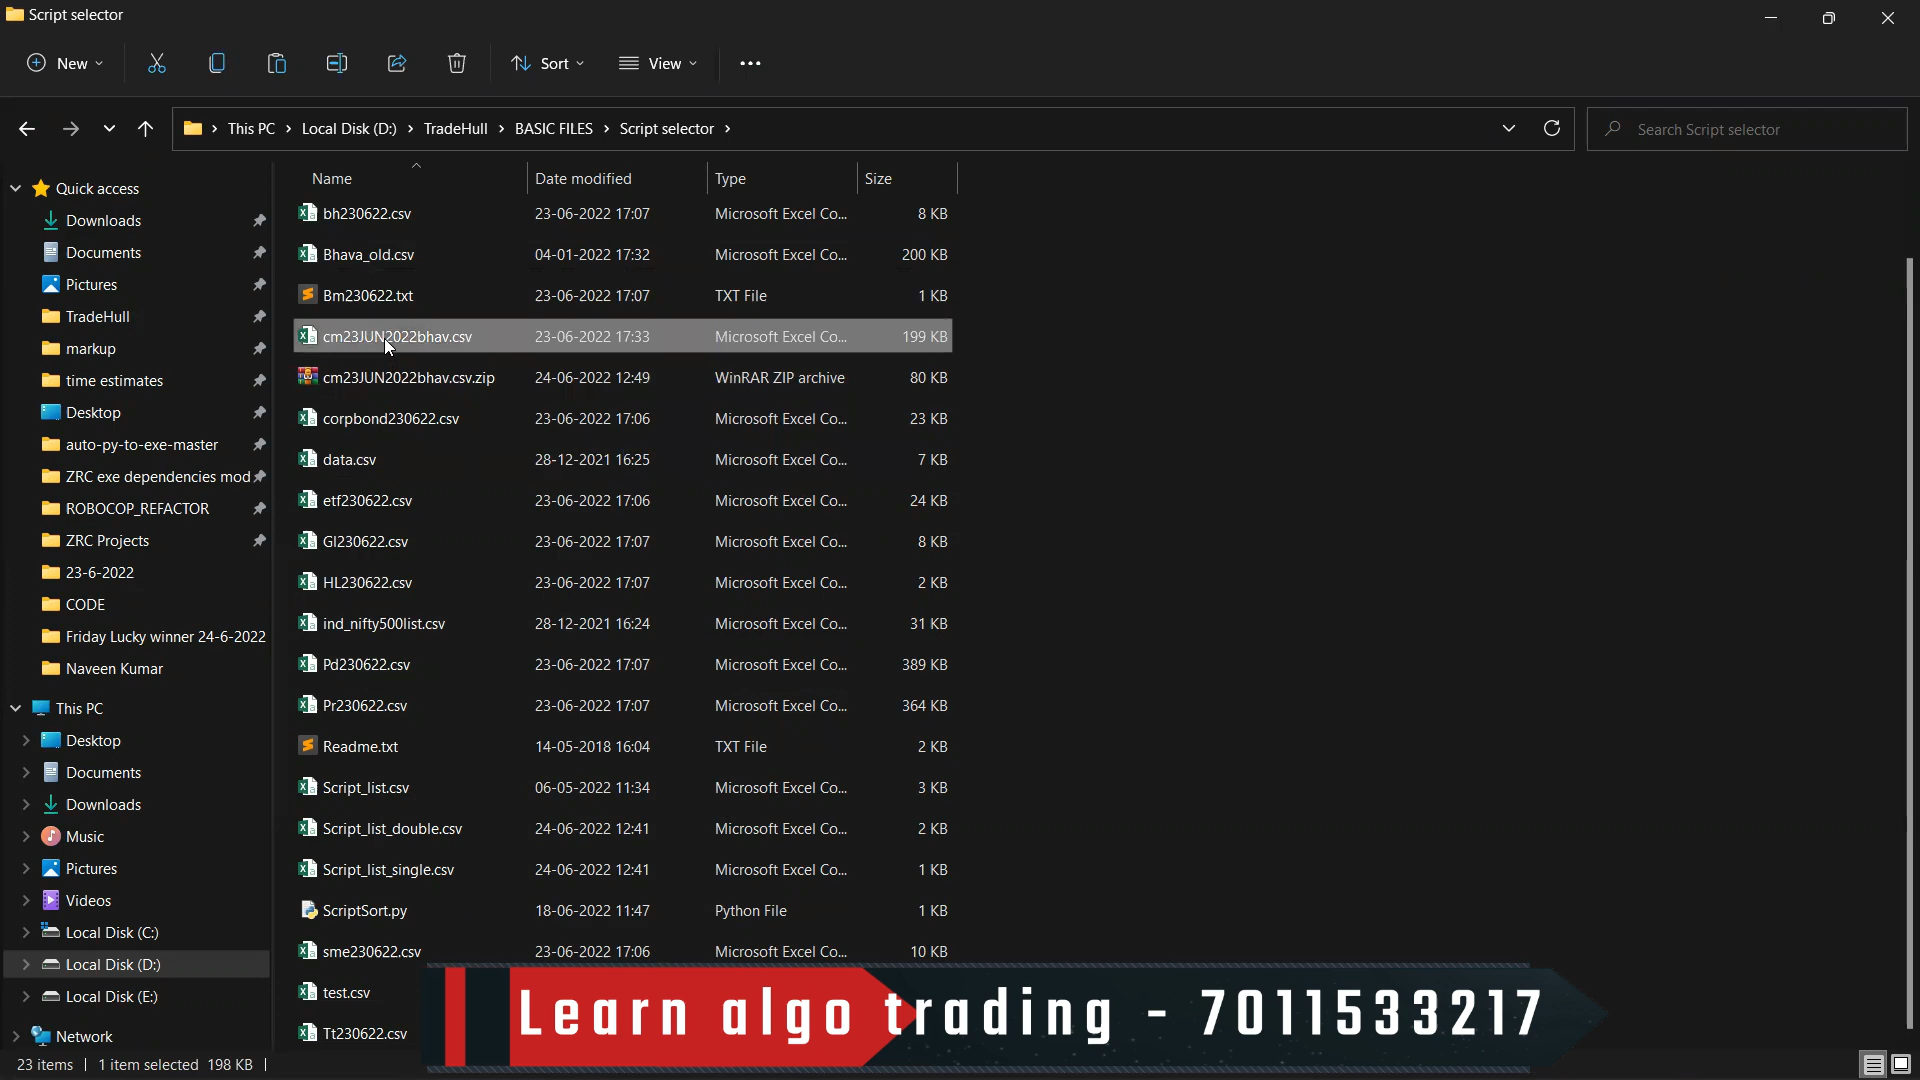 Script selector
New
Sort
View
This PC > Local Disk (D:) > TradeHull > BASIC FILES > Script selector >
Search Script selector
Name Date modified Type Size
bh230622.csv 23-06-2022 17:07 Microsoft Excel Co... 8 KB
Bhava_old.csv 04-01-2022 17:32 Microsoft Excel Co... 200 KB
Bm230622.txt 23-06-2022 17:07 TXT File 1 KB
cm23JUN2022bhav.csv 23-06-2022 17:33 Microsoft Excel Co... 199 KB
cm23JUN2022bhav.csv.zip 24-06-2022 12:49 WinRAR ZIP archive 80 KB
corpbond230622.csv 23-06-2022 17:06 Microsoft Excel Co... 23 KB
data.csv 28-12-2021 16:25 Microsoft Excel Co... 7 KB
etf230622.csv 23-06-2022 17:06 Microsoft Excel Co... 24 KB
Gl230622.csv 23-06-2022 17:07 Microsoft Excel Co... 8 KB
HL230622.csv 23-06-2022 17:07 Microsoft Excel Co... 2 KB
ind_nifty500list.csv 28-12-2021 16:24 Microsoft Excel Co... 31 KB
Pd230622.csv 23-06-2022 17:07 Microsoft Excel Co... 389 KB
Pr230622.csv 23-06-2022 17:07 Microsoft Excel Co... 364 KB
Readme.txt 14-05-2018 16:04 TXT File 2 KB
Script_list.csv 06-05-2022 11:34 Microsoft Excel Co... 3 KB
Script_list_double.csv 24-06-2022 12:41 Microsoft Excel Co... 2 KB
Script_list_single.csv 24-06-2022 12:41 Microsoft Excel Co... 1 KB
ScriptSort.py 18-06-2022 11:47 Python File 1 KB
sme230622.csv 23-06-2022 17:06 Microsoft Excel Co... 10 KB
test.csv
Tt230622.csv
Quick access
Downloads
Documents
Pictures
TradeHull
markup
time estimates
Desktop
auto-py-to-exe-master
ZRC exe dependencies mod
ROBOCOP_REFACTOR
ZRC Projects
23-6-2022
CODE
Friday Lucky winner 24-6-2022
Naveen Kumar
This PC
Desktop
Documents
Downloads
Music
Pictures
Videos
Local Disk (C:)
Local Disk (D:)
Local Disk (E:)
Network
Learn algo trading - 7011533217
23 items 1 item selected 198 KB